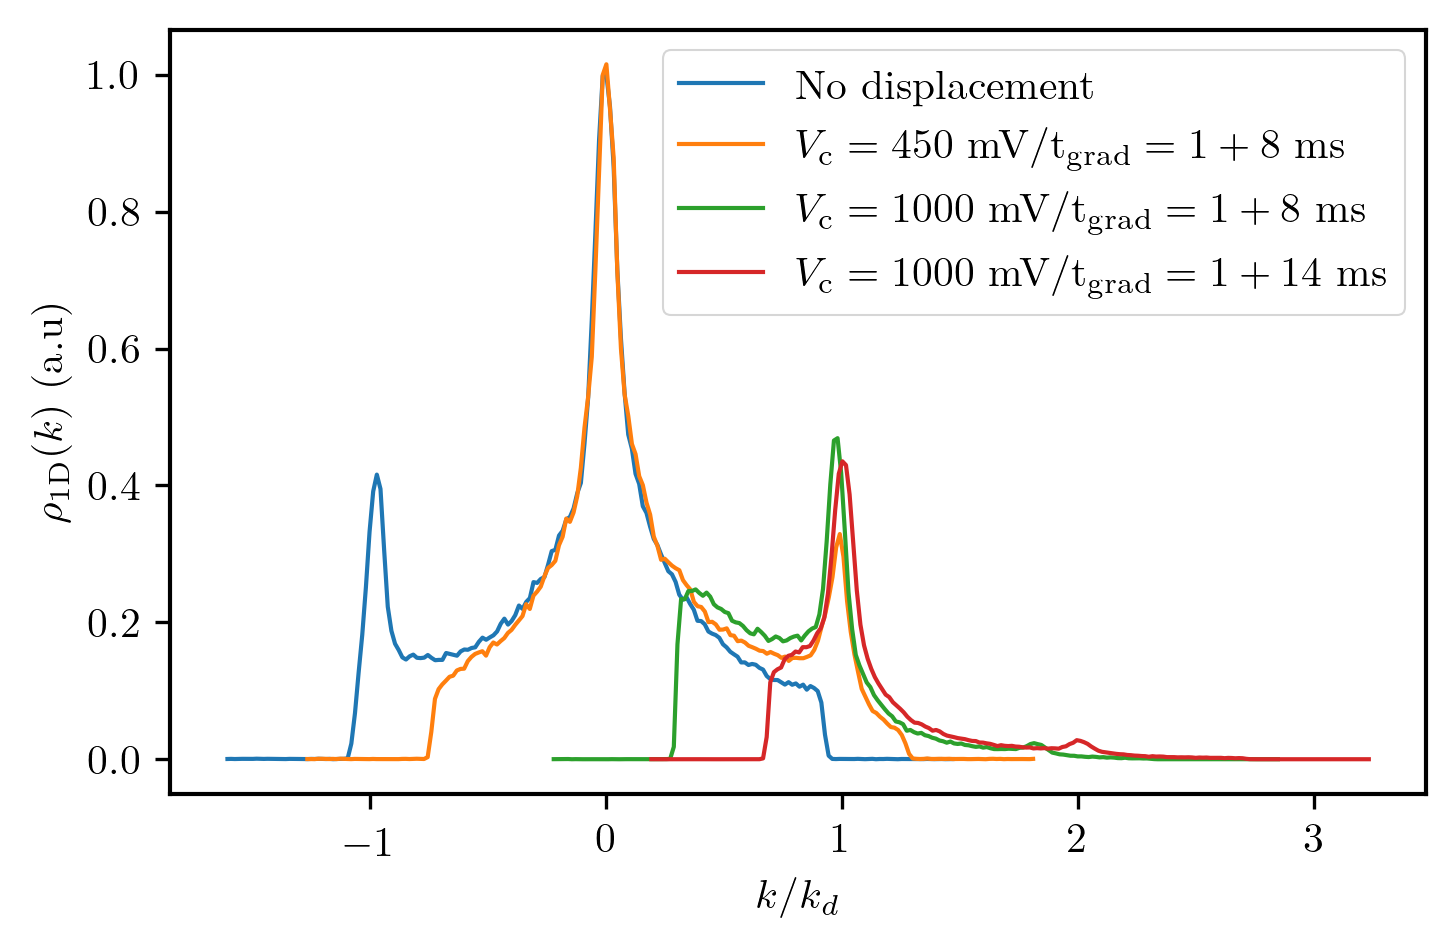 1.0
0.8
0.6
0.4
0.2
0.0
ρ1D(k) (a.u)
No displacement
Vc = 450 mV/tgrad = 1 + 8 ms
Vc = 1000 mV/tgrad = 1 + 8 ms
Vc = 1000 mV/tgrad = 1 + 14 ms
−1 0 1 2 3
k/kd